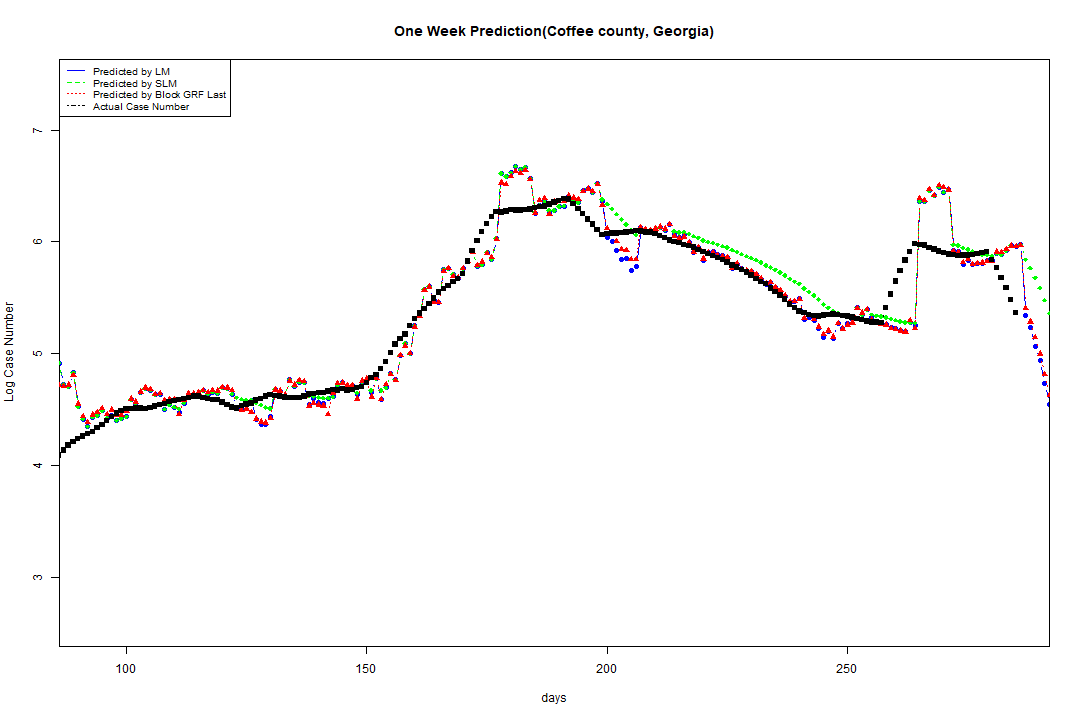 One Week Prediction(Coffee county, Georgia)
Predicted by LM
Predicted by SLM
Predicted by Block GRF Last
Actual Case Number
Log Case Number
7
6
5
4
3
100 150 200 250
days